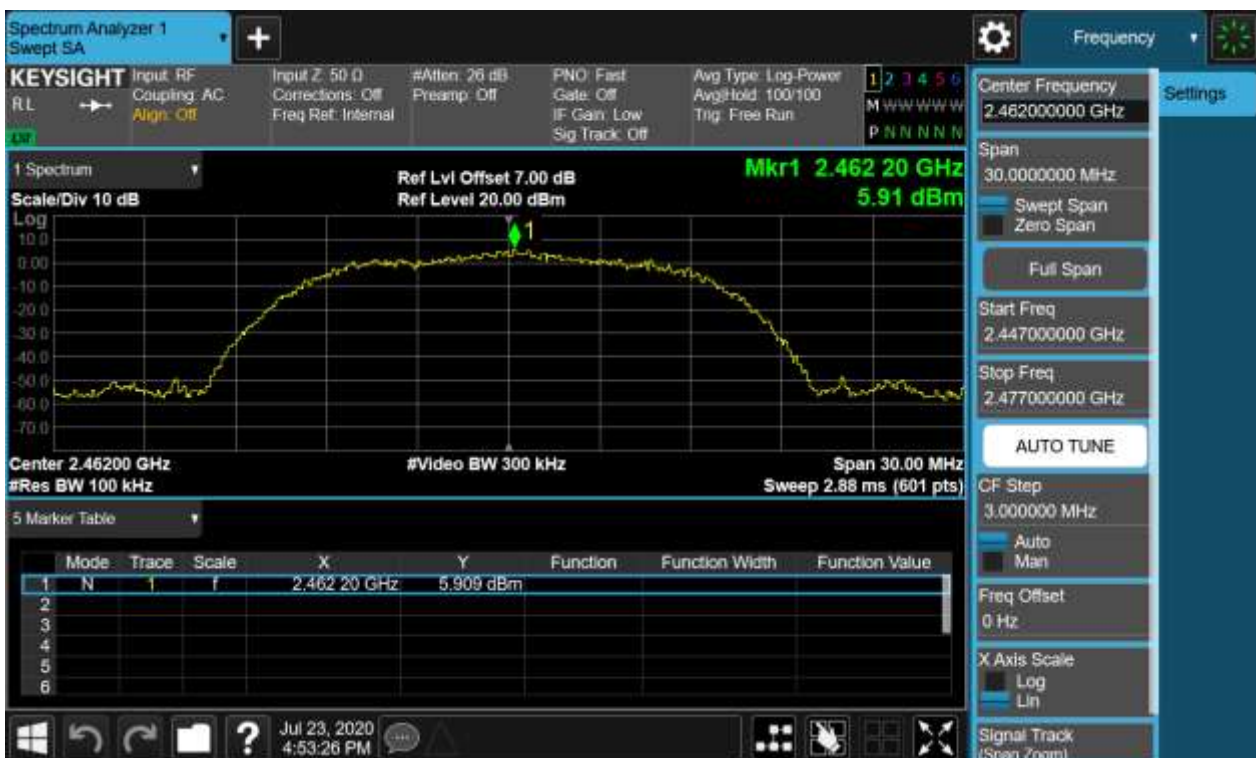 Spectrum Analyzer 1
Swept SA
Frequency
KEYSIGHT
RL
Input: RF
Coupling: AC
Align: Off
Input Z: 50 Ω
Corrections: Off
Freq Ref: Internal
#Atten: 26 dB
Preamp: Off
PNO: Fast
Gate: Off
IF Gain: Low
Sig Track: Off
Avg Type: Log-Power
Avg|Hold: 100/100
Trig: Free Run
1 2 3 4 5 6
M W W W W W
P N N N N N
1 Spectrum
Scale/Div 10 dB
Ref Lvl Offset 7.00 dB
Ref Level 20.00 dBm
Mkr1 2.462 20 GHz
5.91 dBm
Log
10.0
0.00
-10.0
-20.0
-30.0
-40.0
-50.0
-60.0
-70.0
1
Center 2.46200 GHz
#Res BW 100 kHz
#Video BW 300 kHz
Span 30.00 MHz
Sweep 2.88 ms (601 pts)
5 Marker Table
Mode Trace Scale X Y Function Function Width Function Value
1 N 1 f 2.462 20 GHz 5.909 dBm
2
3
4
5
6
Jul 23, 2020
4:53:26 PM
?
Center Frequency
2.462000000 GHz
Settings
Span
30.0000000 MHz
Swept Span
Zero Span
Full Span
Start Freq
2.447000000 GHz
Stop Freq
2.477000000 GHz
AUTO TUNE
CF Step
3.000000 MHz
Auto
Man
Freq Offset
0 Hz
X Axis Scale
Log
Lin
Signal Track
(Span Zoom)